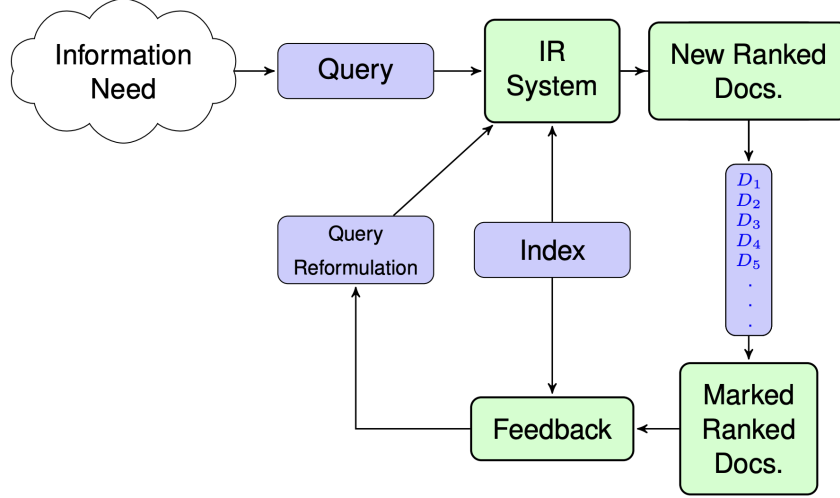 Information
Need
Query
IR
System
New Ranked
Docs.
D₁
D₂
D₃
D₄
D₅
.
.
.
Query
Reformulation
Index
Feedback
Marked
Ranked
Docs.